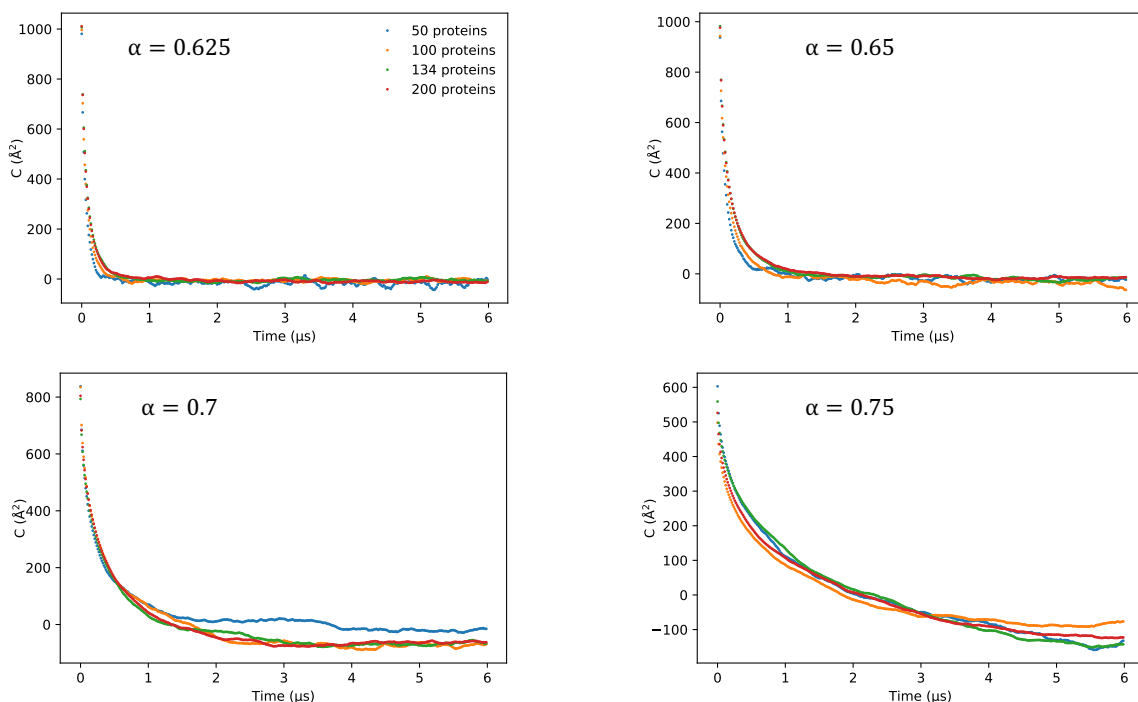 α = 0.625
50 proteins
100 proteins
134 proteins
200 proteins
1000
800
600
400
200
0
C (Å²)
0 1 2 3 4 5 6
Time (μs)
α = 0.65
1000
800
600
400
200
0
C (Å²)
0 1 2 3 4 5 6
Time (μs)
α = 0.7
800
600
400
200
0
C (Å²)
0 1 2 3 4 5 6
Time (μs)
α = 0.75
600
500
400
300
200
100
0
−100
C (Å²)
0 1 2 3 4 5 6
Time (μs)